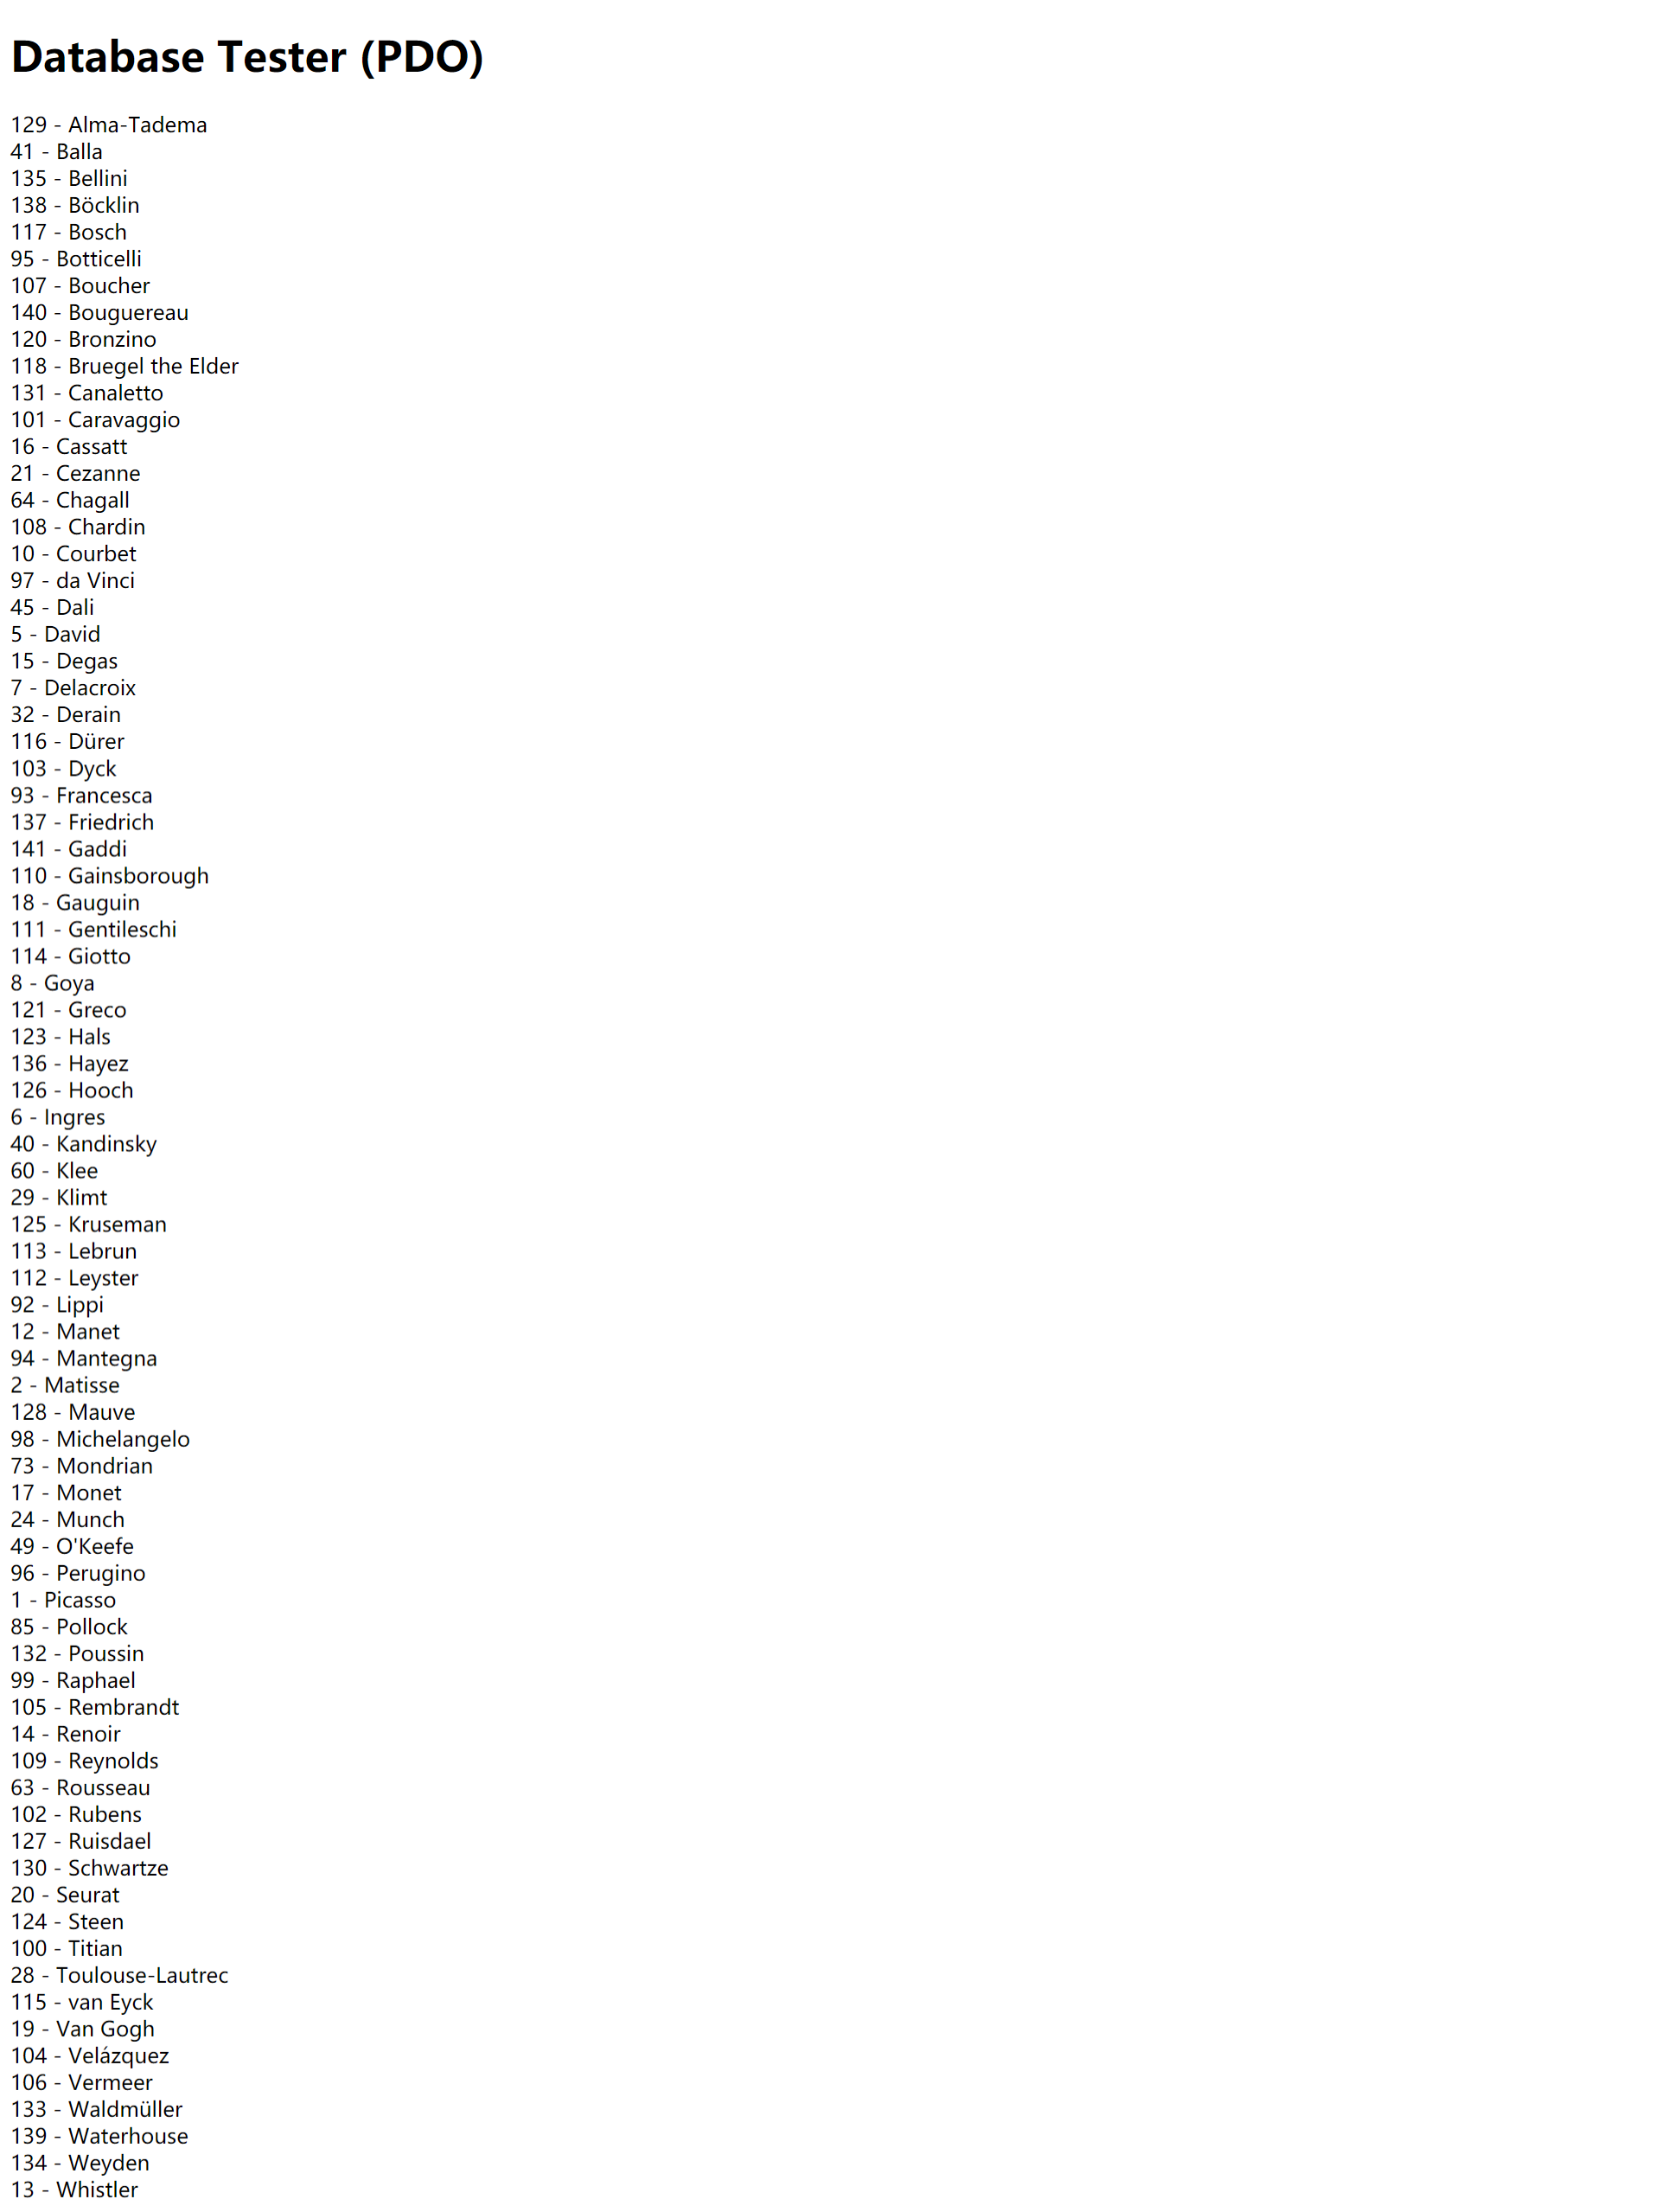 Database Tester (PDO)
129 - Alma-Tadema
41 - Balla
135 - Bellini
138 - Böcklin
117 - Bosch
95 - Botticelli
107 - Boucher
140 - Bouguereau
120 - Bronzino
118 - Bruegel the Elder
131 - Canaletto
101 - Caravaggio
16 - Cassatt
21 - Cezanne
64 - Chagall
108 - Chardin
10 - Courbet
97 - da Vinci
45 - Dali
5 - David
15 - Degas
7 - Delacroix
32 - Derain
116 - Dürer
103 - Dyck
93 - Francesca
137 - Friedrich
141 - Gaddi
110 - Gainsborough
18 - Gauguin
111 - Gentileschi
114 - Giotto
8 - Goya
121 - Greco
123 - Hals
136 - Hayez
126 - Hooch
6 - Ingres
40 - Kandinsky
60 - Klee
29 - Klimt
125 - Kruseman
113 - Lebrun
112 - Leyster
92 - Lippi
12 - Manet
94 - Mantegna
2 - Matisse
128 - Mauve
98 - Michelangelo
73 - Mondrian
17 - Monet
24 - Munch
49 - O'Keefe
96 - Perugino
1 - Picasso
85 - Pollock
132 - Poussin
99 - Raphael
105 - Rembrandt
14 - Renoir
109 - Reynolds
63 - Rousseau
102 - Rubens
127 - Ruisdael
130 - Schwartze
20 - Seurat
124 - Steen
100 - Titian
28 - Toulouse-Lautrec
115 - van Eyck
19 - Van Gogh
104 - Velázquez
106 - Vermeer
133 - Waldmüller
139 - Waterhouse
134 - Weyden
13 - Whistler